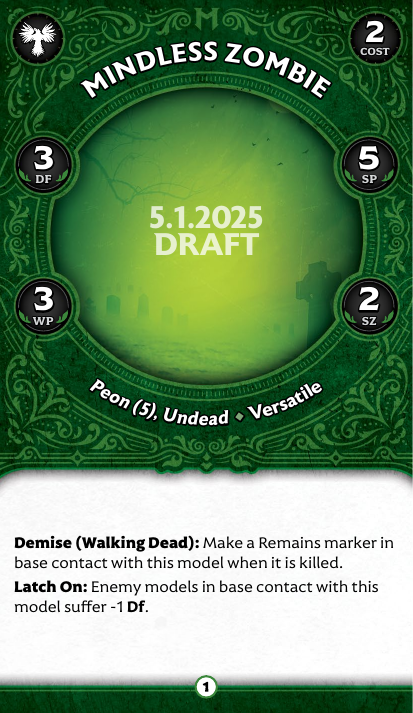 M
2
COST
MINDLESS ZOMBIE
3
DF
5
SP
5.1.2025
DRAFT
3
WP
2
SZ
Peon (5), Undead ⬥ Versatile
Demise (Walking Dead): Make a Remains marker in
base contact with this model when it is killed.
Latch On: Enemy models in base contact with this
model suffer -1 Df.
1